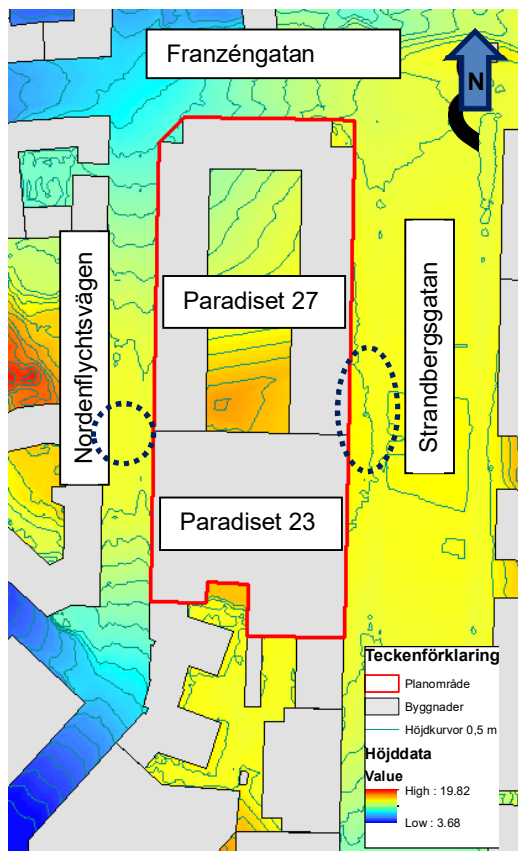 Franzéngatan
N
Nordenflychtsvägen
Paradiset 27
Strandbergsgatan
Paradiset 23
Teckenförklaring
Planområde
Byggnader
Höjdkurvor 0,5 m
Höjddata
Value
High : 19.82
Low : 3.68